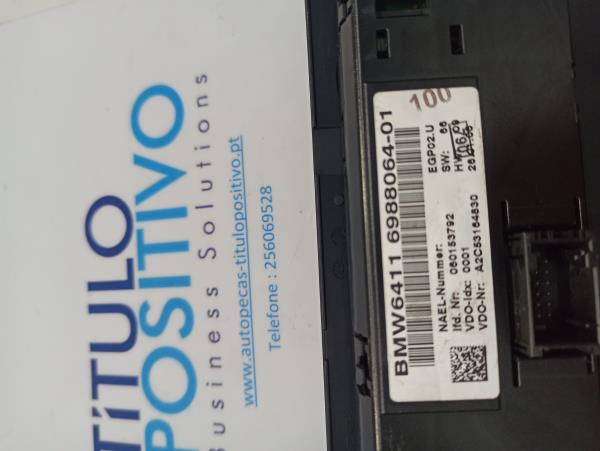 TíTULO
POSITIVO
Business Solutions
www.autopecas-titulopositivo.pt
Telefone : 256069528
100
BMW6411 6988064-01
NAEL-Nummer: EGP02.U
lfd. Nr: 060153792 SW: 66
VDO-Idx: 0001
VDO-Nr: A2C53164830